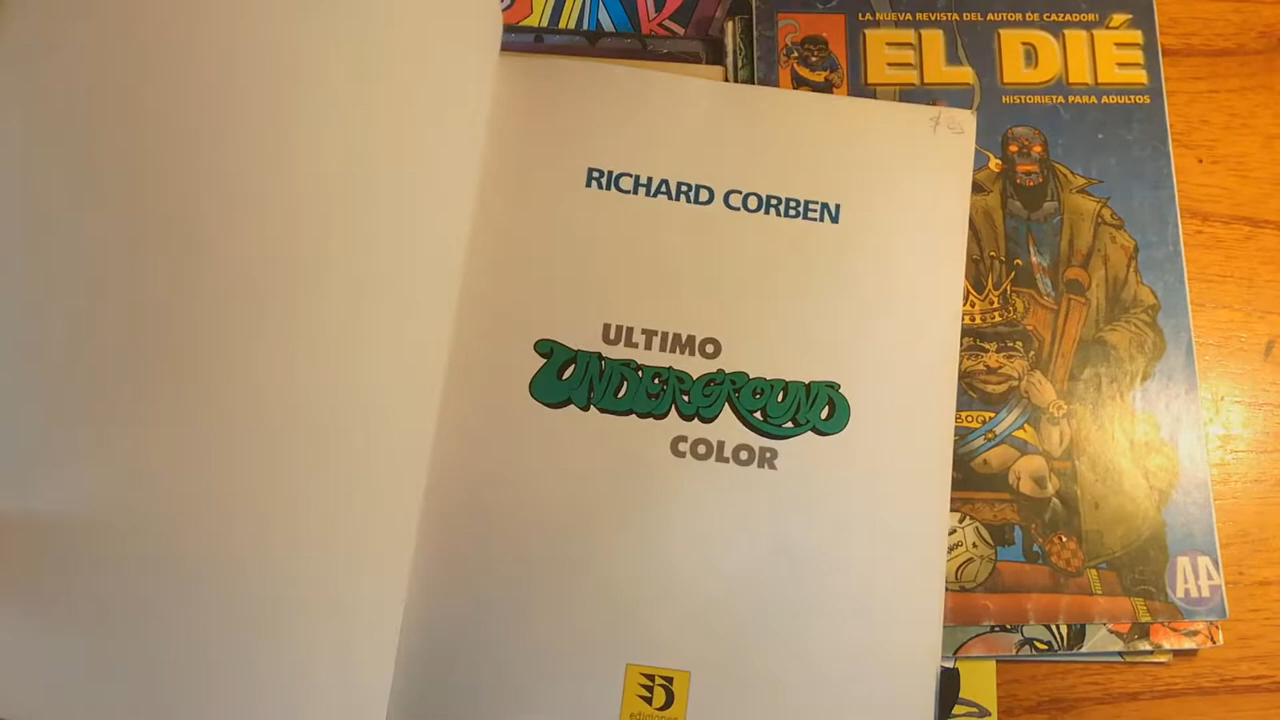 LA NUEVA REVISTA DEL AUTOR DE CAZADOR!
EL DIÉ
HISTORIETA PARA ADULTOS
RICHARD CORBEN
ULTIMO
UNDERGROUND
COLOR
ediciones
AP